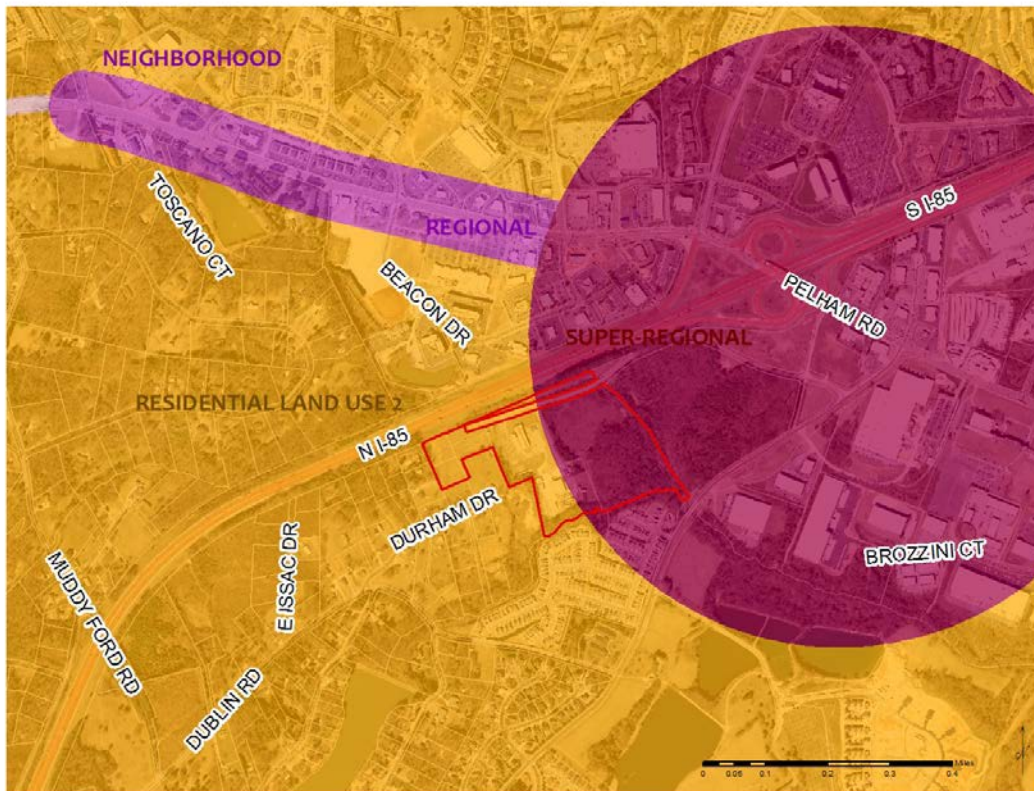 NEIGHBORHOOD
TOSCANO CT
REGIONAL
BEACON DR
S I-85
PELHAM RD
SUPER-REGIONAL
RESIDENTIAL LAND USE 2
N I-85
DURHAM DR
BROZZINI CT
E ISSAC DR
MUDDY FORD RD
DUBLIN RD
Miles
0 0.05 0.1 0.2 0.3 0.4